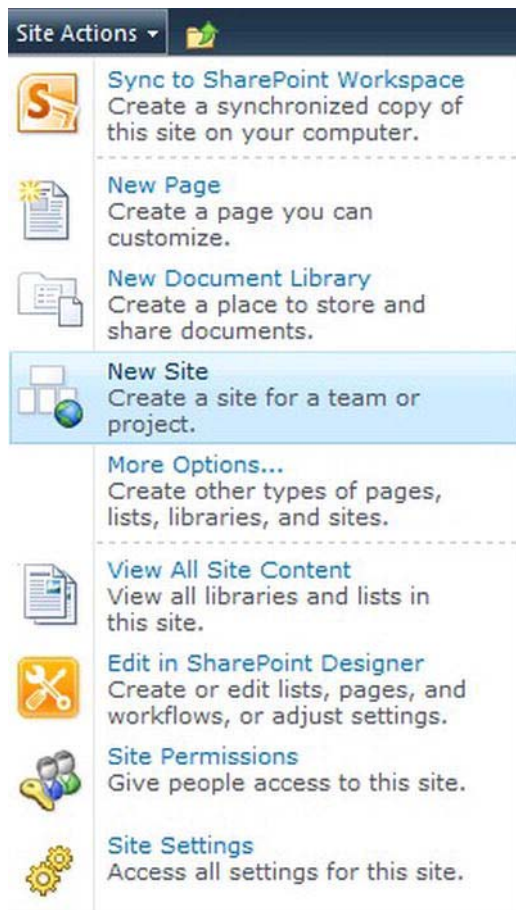 Site Actions
Sync to SharePoint Workspace
Create a synchronized copy of
this site on your computer.
New Page
Create a page you can
customize.
New Document Library
Create a place to store and
share documents.
New Site
Create a site for a team or
project.
More Options...
Create other types of pages,
lists, libraries, and sites.
View All Site Content
View all libraries and lists in
this site.
Edit in SharePoint Designer
Create or edit lists, pages, and
workflows, or adjust settings.
Site Permissions
Give people access to this site.
Site Settings
Access all settings for this site.